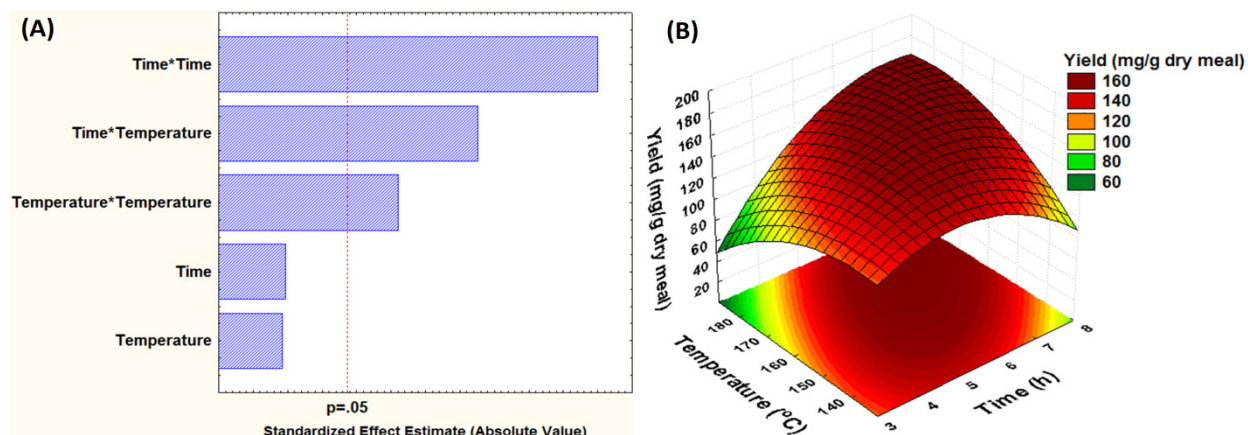 (A)
Time*Time
Time*Temperature
Temperature*Temperature
Time
Temperature
p=.05
Standardized Effect Estimate (Absolute Value)
(B)
Yield (mg/g dry meal)
160
140
120
100
80
60
200
180
160
140
120
100
80
60
40
20
Yield (mg/g dry meal)
180
170
160
150
140
Temperature (ºC)
3
4
5
6
7
8
Time (h)